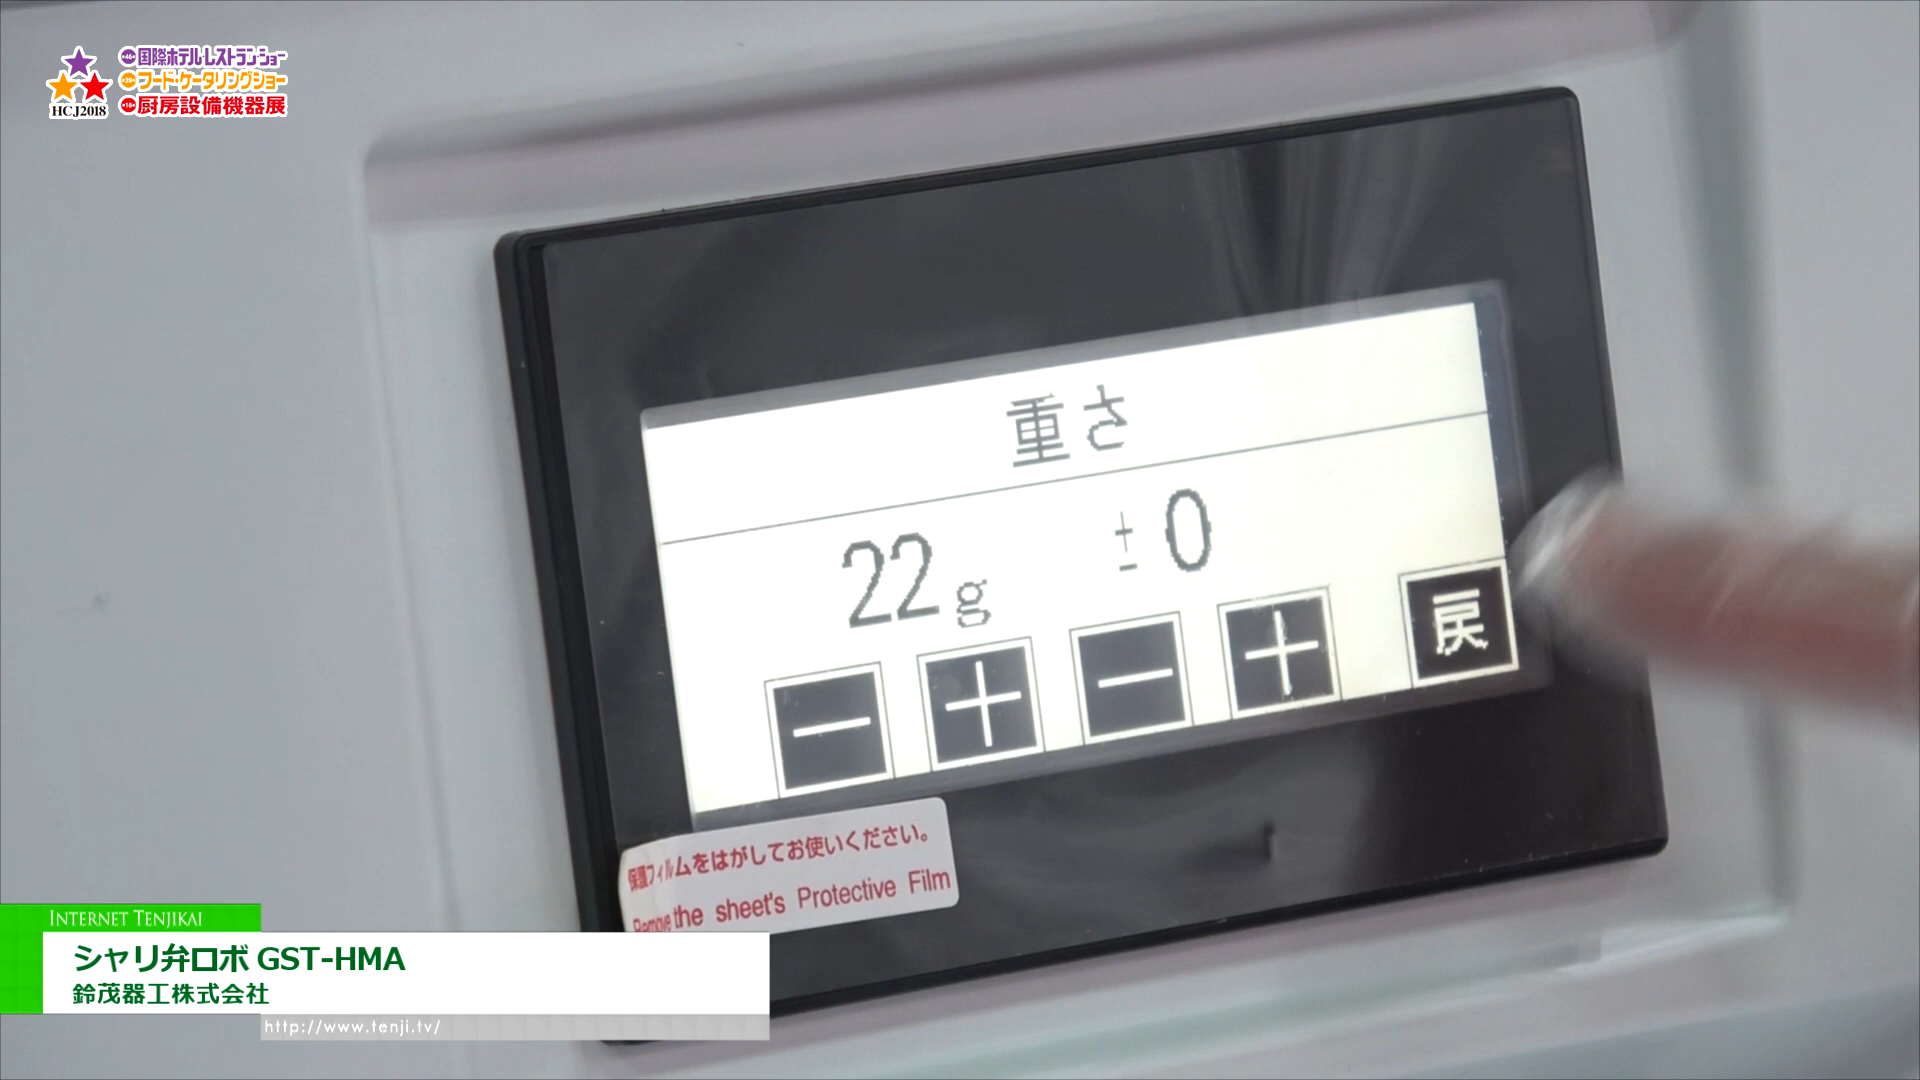 国際ホテル・レストラン・ショー
フード・ケータリングショー
厨房設備機器展
HCJ2018
重さ
22g ±0
－ ＋ － ＋ 戻
保護フィルムをはがしてお使いください。
Remove the sheet's Protective Film
INTERNET TENJIKAI
シャリ弁ロボ GST-HMA
鈴茂器工株式会社
http://www.tenji.tv/